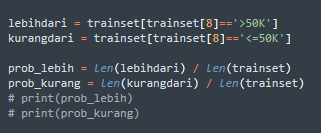 lebihdari = trainset[trainset[8]=='>50K']
kurangdari = trainset[trainset[8]=='<=50K']
prob_lebih = len(lebihdari) / len(trainset)
prob_kurang = len(kurangdari) / len(trainset)
# print(prob_lebih)
# print(prob_kurang)